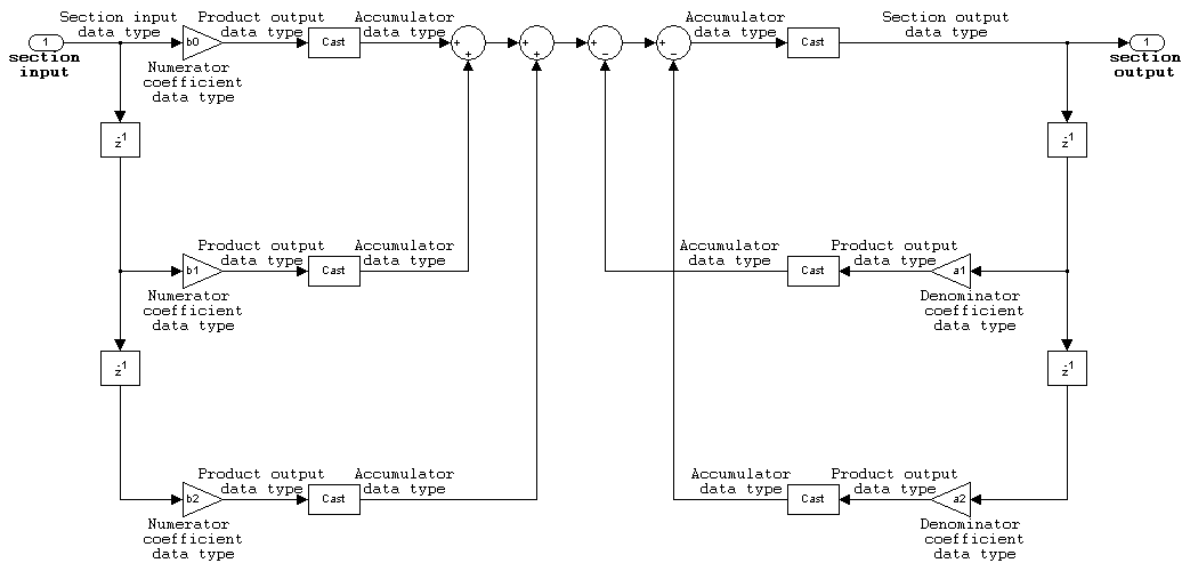 Section input
data type
Product output
data type
Accumulator
data type
Accumulator
data type
Section output
data type
1
section
input
b0
Cast
+
+
+
+
+
−
+
−
Cast
1
section
output
Numerator
coefficient
data type
z-1
z-1
Product output
data type
Accumulator
data type
Accumulator
data type
Product output
data type
b1
Cast
Cast
a1
Numerator
coefficient
data type
Denominator
coefficient
data type
z-1
z-1
Product output
data type
Accumulator
data type
Accumulator
data type
Product output
data type
b2
Cast
Cast
a2
Numerator
coefficient
data type
Denominator
coefficient
data type